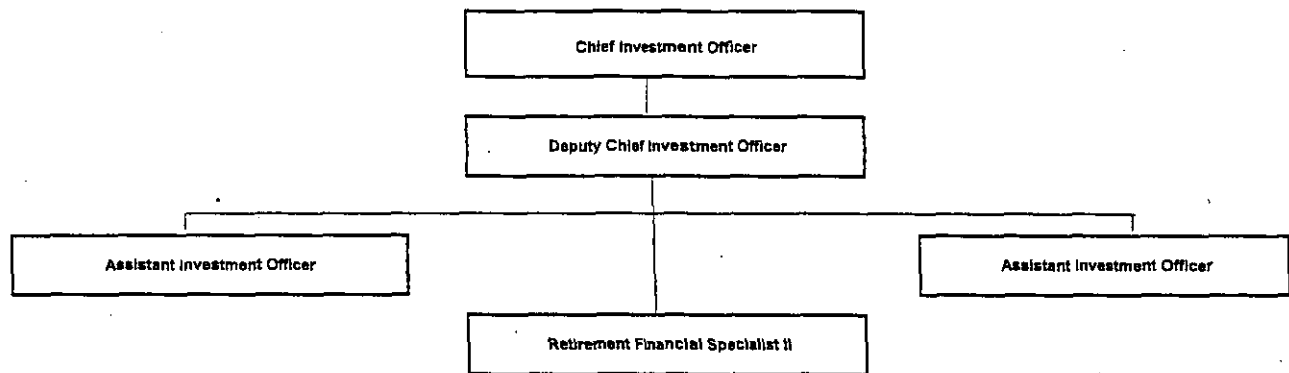 Chief Investment Officer
Deputy Chief Investment Officer
Assistant Investment Officer
Assistant Investment Officer
Retirement Financial Specialist II